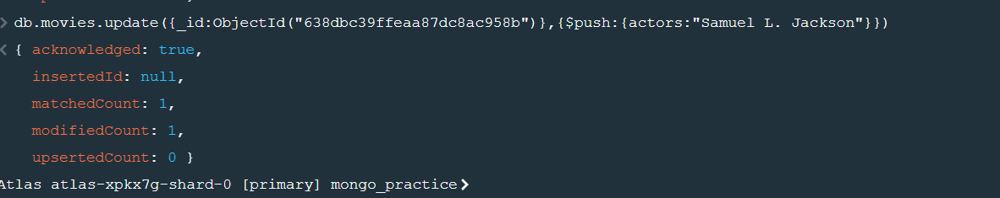 > db.movies.update({_id:ObjectId("638dbc39ffeaa87dc8ac958b")},{$push:{actors:"Samuel L. Jackson"}})
< { acknowledged: true,
insertedId: null,
matchedCount: 1,
modifiedCount: 1,
upsertedCount: 0 }
Atlas atlas-xpkx7g-shard-0 [primary] mongo_practice>